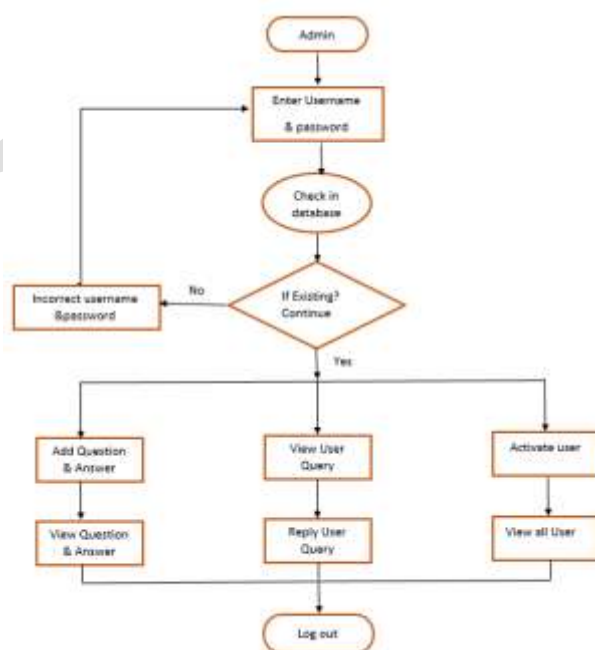 Admin
Enter Username
& password
Check in
database
If Existing?
Continue
No
Incorrect username
&password
Yes
Add Question
& Answer
View User
Query
Activate user
View Question
& Answer
Reply User
Query
View all User
Log out